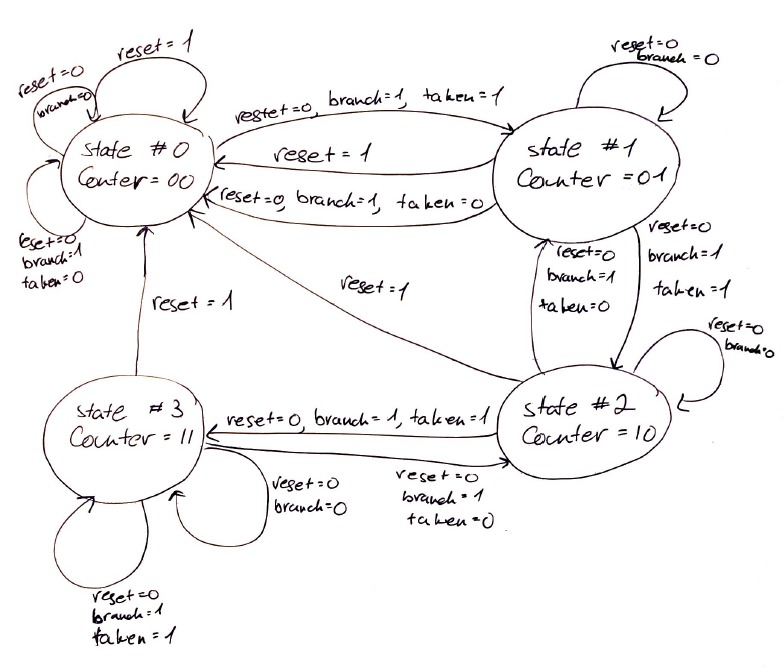 reset=1
reset=0
branch=0
state #0
Conter=00
reset=0
branch=1
taken=0
restet=0, branch=1, taken=1
reset=1
reset=0, branch=1, taken=0
reset=0
branch=0
state #1
Counter=01
reset=0
branch=1
taken=1
reset=0
branch=1
taken=0
reset=1
reset=1
reset=0
branch=0
state #2
Counter=10
state #3
Counter=11
reset=0, branch=1, taken=1
reset=0
branch=1
taken=0
reset=0
branch=0
reset=0
branch=1
taken=1